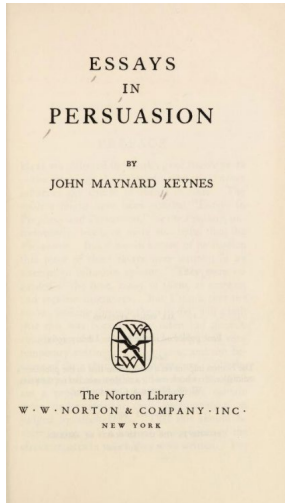 ESSAYS
IN
PERSUASION
BY
JOHN MAYNARD KEYNES
The Norton Library
W · W · NORTON & COMPANY · INC ·
NEW YORK